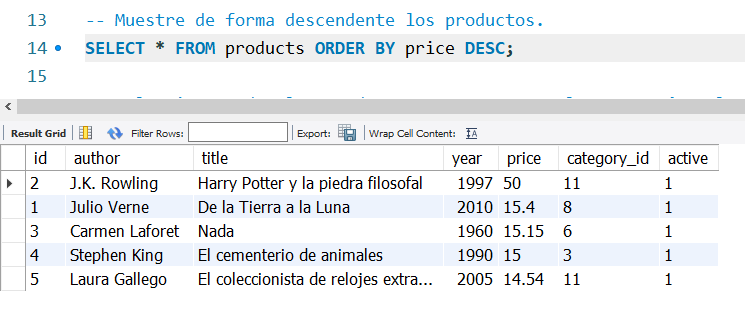 13 -- Muestre de forma descendente los productos.
14 SELECT * FROM products ORDER BY price DESC;
15
Result Grid Filter Rows: Export: Wrap Cell Content:
id author title year price category_id active
2 J.K. Rowling Harry Potter y la piedra filosofal 1997 50 11 1
1 Julio Verne De la Tierra a la Luna 2010 15.4 8 1
3 Carmen Laforet Nada 1960 15.15 6 1
4 Stephen King El cementerio de animales 1990 15 3 1
5 Laura Gallego El coleccionista de relojes extra... 2005 14.54 11 1